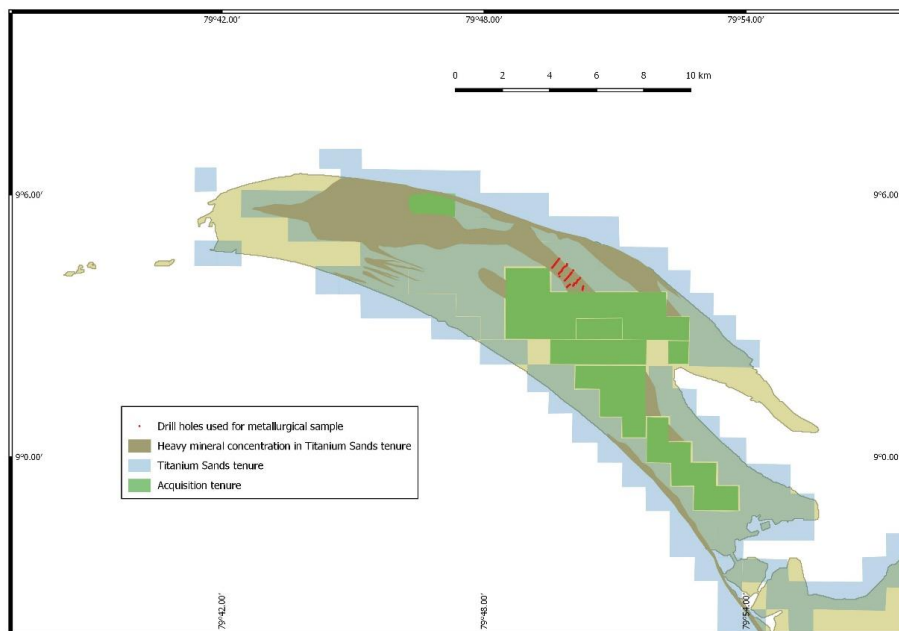 79°42.00' 79°48.00' 79°54.00'
0 2 4 6 8 10 km
9°6.00' 9°6.00'
Drill holes used for metallurgical sample
Heavy mineral concentration in Titanium Sands tenure
Titanium Sands tenure
Acquisition tenure
9°0.00' 9°0.00'
79°42.00' 79°48.00' 79°54.00'